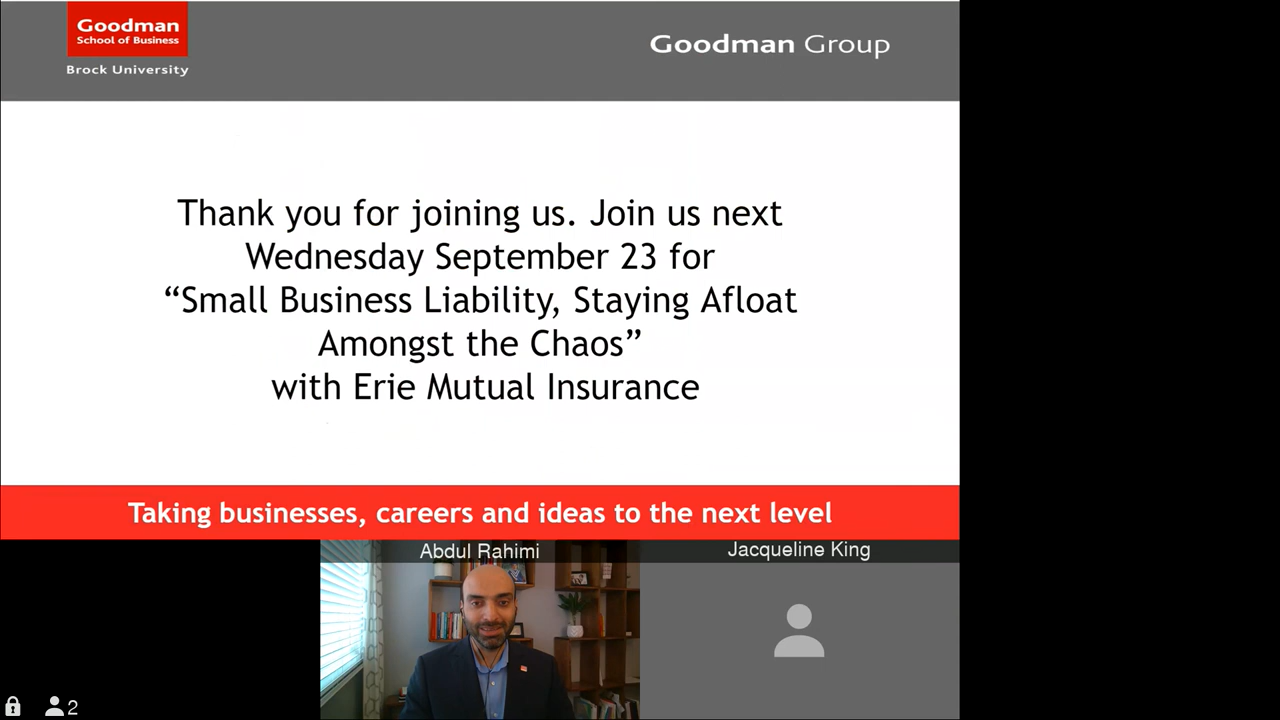 Goodman
School of Business
Brock University
Goodman Group
Thank you for joining us. Join us next
Wednesday September 23 for
“Small Business Liability, Staying Afloat
Amongst the Chaos”
with Erie Mutual Insurance
Taking businesses, careers and ideas to the next level
Abdul Rahimi
Jacqueline King
2